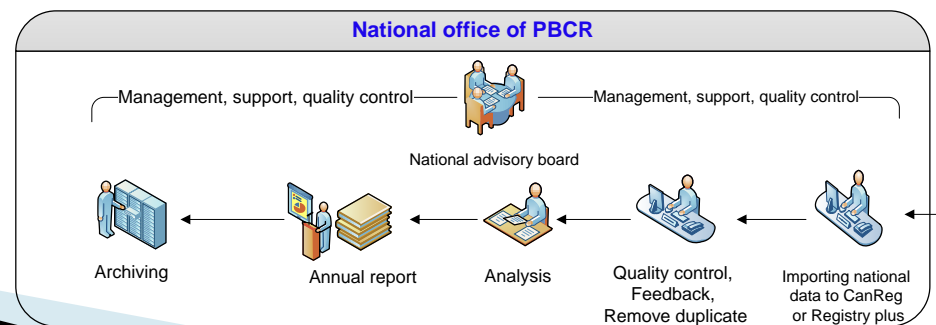 National office of PBCR
Management, support, quality control
Management, support, quality control
National advisory board
Archiving
Annual report
Analysis
Quality control,
Feedback,
Remove duplicate
Importing national
data to CanReg
or Registry plus